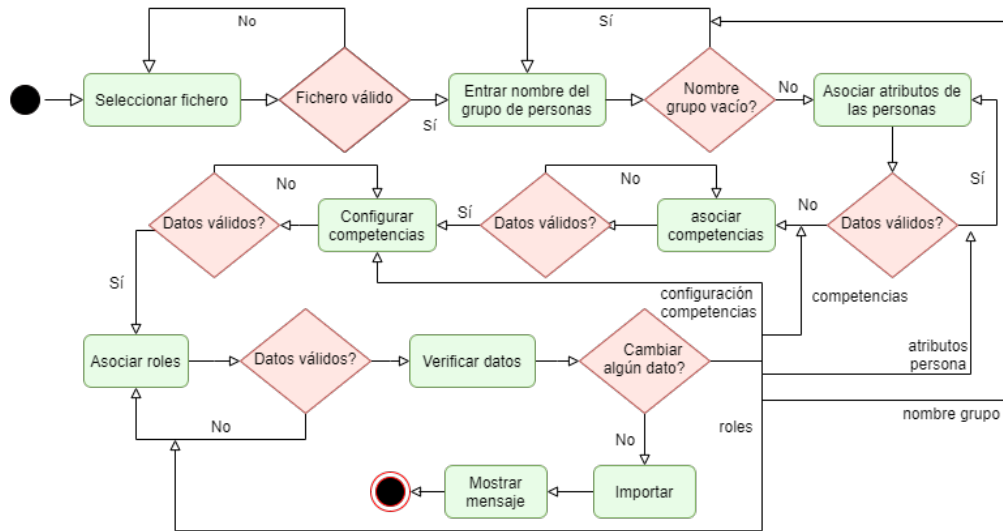 No
Sí
Seleccionar fichero
Fichero válido
Sí
Entrar nombre del
grupo de personas
Nombre
grupo vacío?
No
Asociar atributos de
las personas
No
Datos válidos?
Configurar
competencias
Sí
No
Datos válidos?
asociar
competencias
No
Datos válidos?
Sí
Sí
configuración
competencias
competencias
Asociar roles
Datos válidos?
Verificar datos
Cambiar
algún dato?
atributos
persona
nombre grupo
No
roles
No
Mostrar
mensaje
Importar